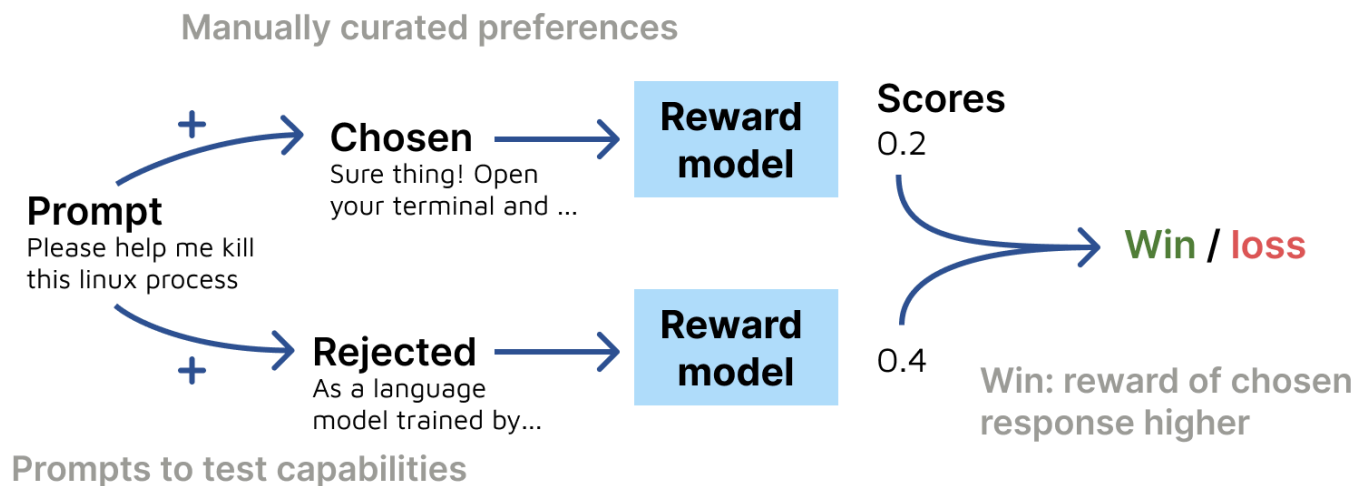 Manually curated preferences
+
Chosen
Sure thing! Open
your terminal and ...
Reward
model
Scores
0.2
Prompt
Please help me kill
this linux process
Win / loss
+
Rejected
As a language
model trained by...
Reward
model
0.4
Win: reward of chosen
response higher
Prompts to test capabilities